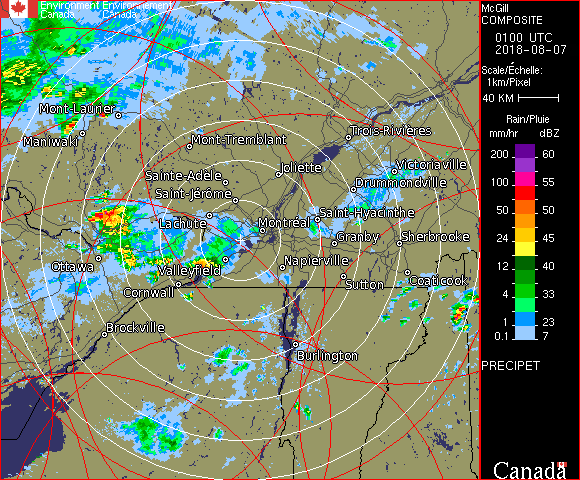 Environment Environnement
Canada Canada
Mont-Laurier
Maniwaki
Mont-Tremblant
Trois-Rivières
Sainte-Adèle
Joliette
Victoriaville
Saint-Jérôme
Drummondville
Lachute
Montréal
Saint-Hyacinthe
Granby
Sherbrooke
Ottawa
Valleyfield
Napierville
Cornwall
Sutton
Coaticook
Brockville
Burlington
McGill
COMPOSITE
0100 UTC
2018-08-07
Scale/Échelle:
1km/Pixel
40 KM
Rain/Pluie
mm/hr dBZ
200 60
150 55
100 55
50 50
24 45
12 40
4 33
1 23
0.1 7
PRECIPET
Canada